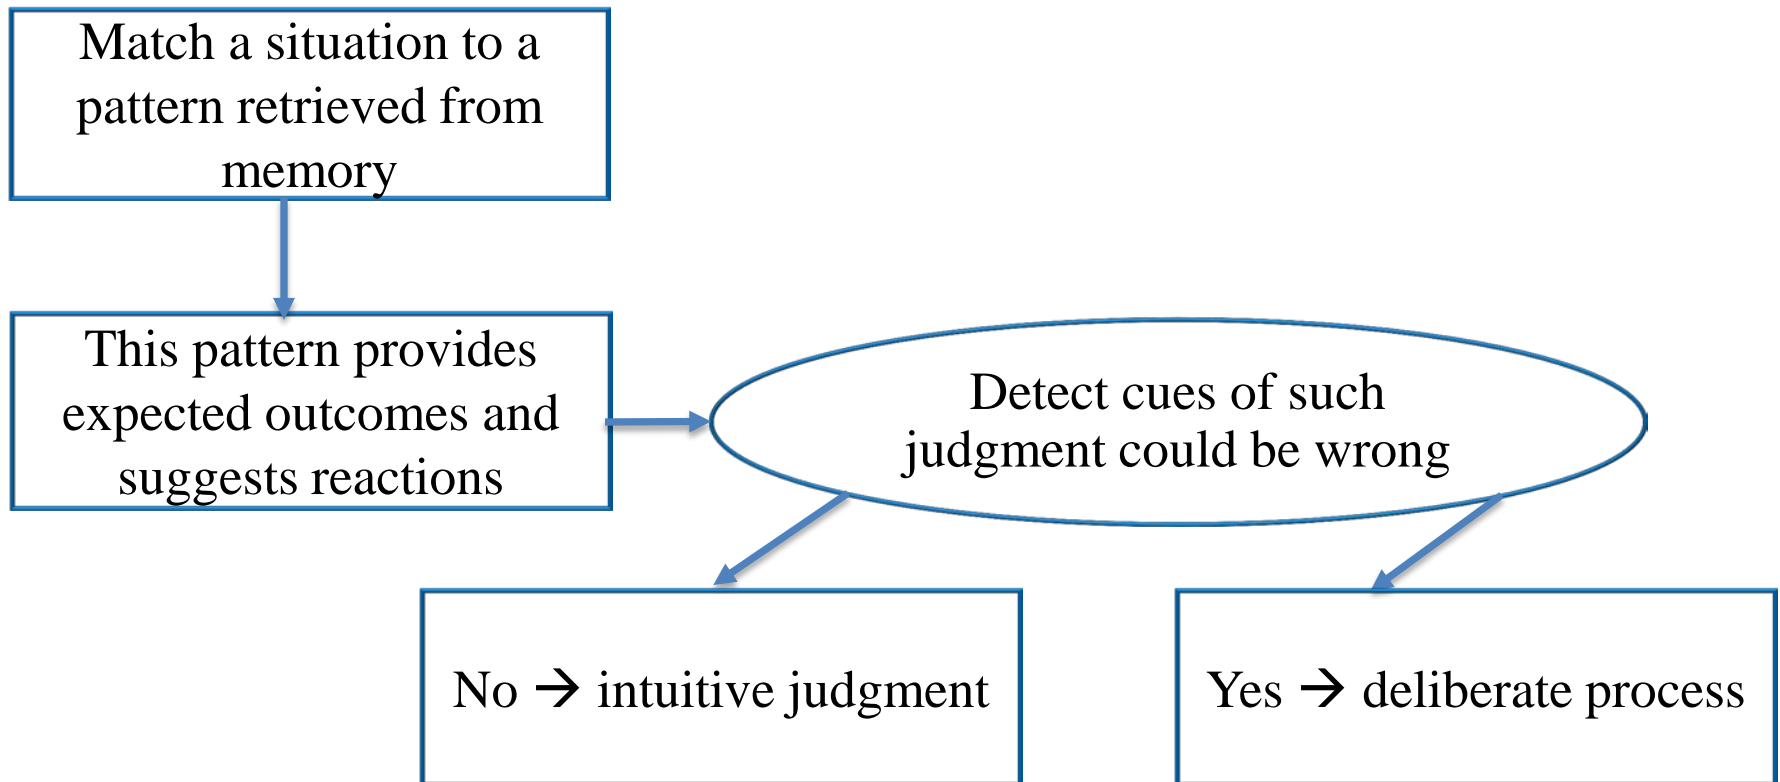 Match a situation to a
pattern retrieved from
memory
This pattern provides
expected outcomes and
suggests reactions
Detect cues of such
judgment could be wrong
No → intuitive judgment
Yes → deliberate process